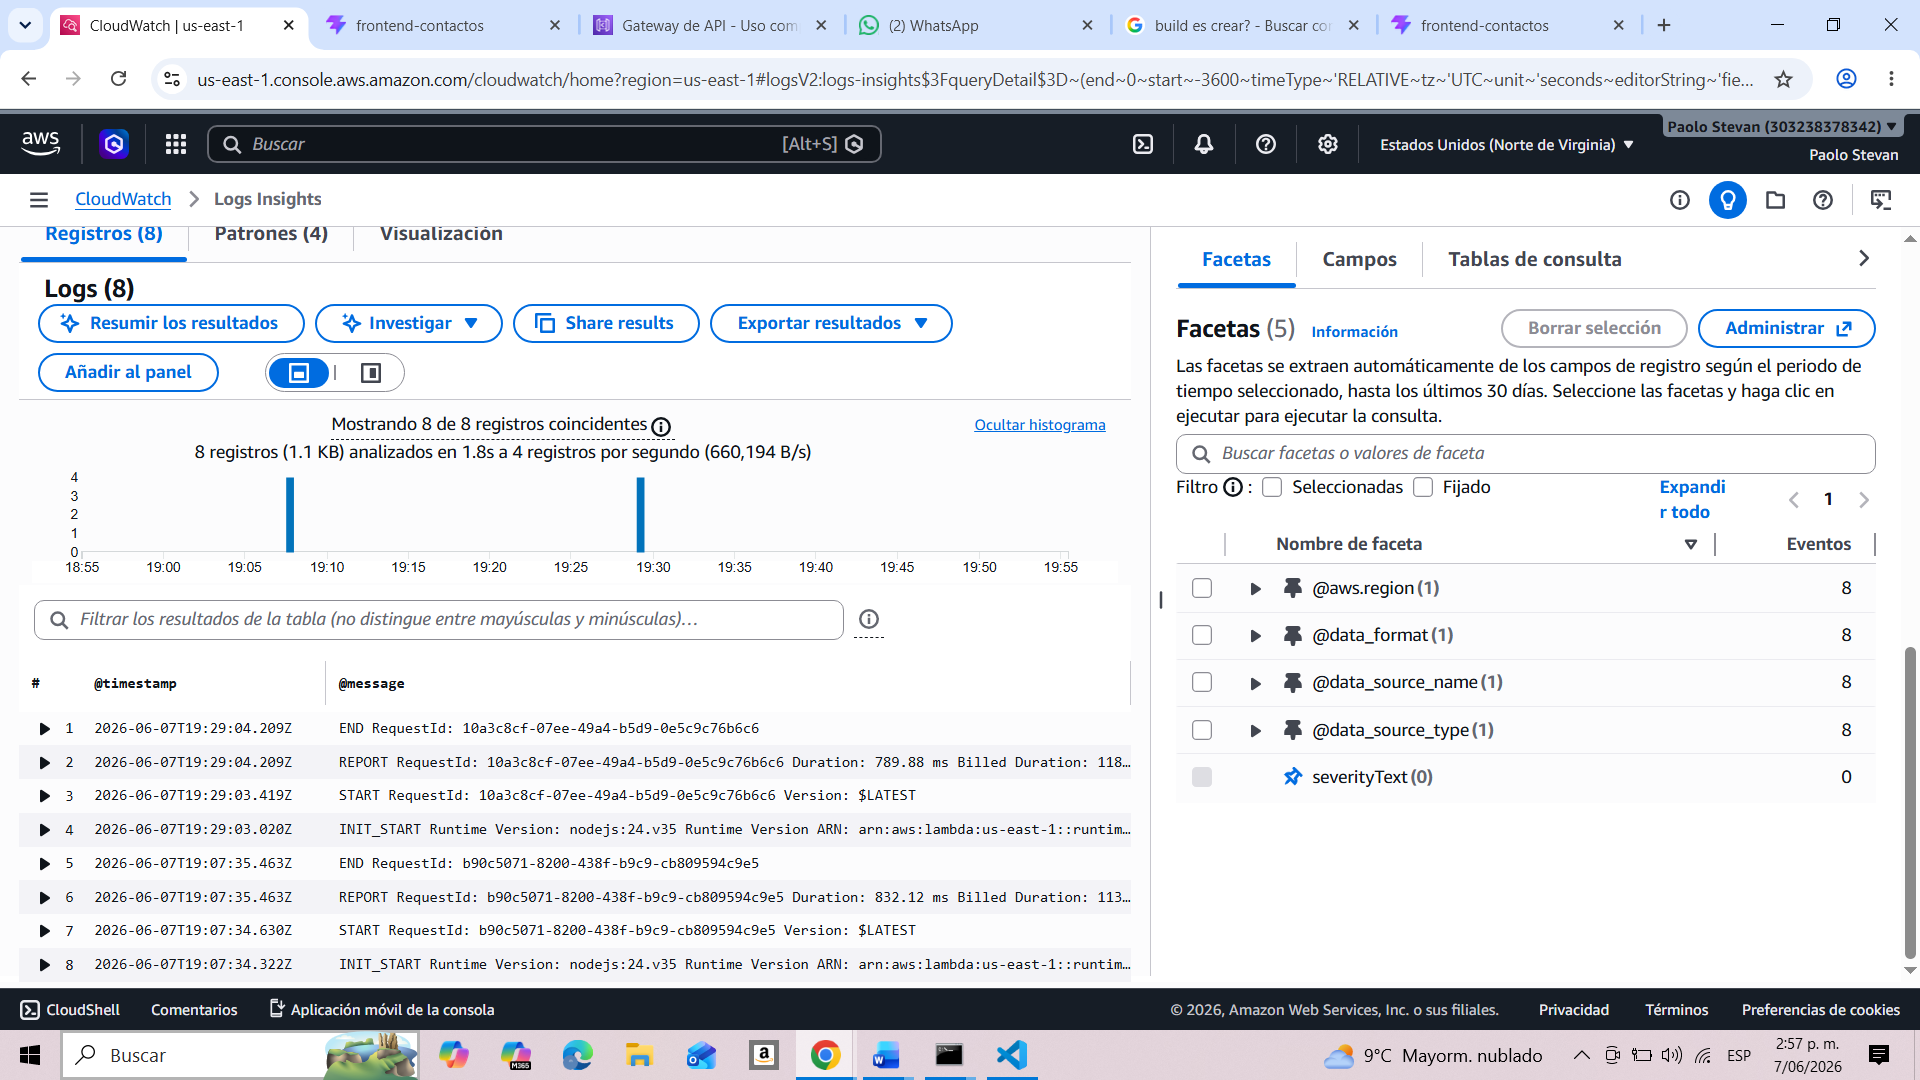 CloudWatch | us-east-1
frontend-contactos
Gateway de API - Uso com
(2) WhatsApp
build es crear? - Buscar co
frontend-contactos
us-east-1.console.aws.amazon.com/cloudwatch/home?region=us-east-1#logsV2:logs-insights$3FqueryDetail$3D~(end~0~start~-3600~timeType~'RELATIVE~tz~'UTC~unit~'seconds~editorString~'fie...
aws
Buscar
[Alt+S]
Estados Unidos (Norte de Virginia) ▼
Paolo Stevan (303238378342) ▼
Paolo Stevan
CloudWatch
Logs Insights
Registros (8)
Patrones (4)
Visualización
Logs (8)
Resumir los resultados
Investigar ▼
Share results
Exportar resultados ▼
Añadir al panel
Mostrando 8 de 8 registros coincidentes
Ocultar histograma
8 registros (1.1 KB) analizados en 1.8s a 4 registros por segundo (660,194 B/s)
4
3
2
1
0
18:55 19:00 19:05 19:10 19:15 19:20 19:25 19:30 19:35 19:40 19:45 19:50 19:55
Filtrar los resultados de la tabla (no distingue entre mayúsculas y minúsculas)...
# @timestamp @message
1 2026-06-07T19:29:04.209Z END RequestId: 10a3c8cf-07ee-49a4-b5d9-0e5c9c76b6c6
2 2026-06-07T19:29:04.209Z REPORT RequestId: 10a3c8cf-07ee-49a4-b5d9-0e5c9c76b6c6 Duration: 789.88 ms Billed Duration: 118…
3 2026-06-07T19:29:03.419Z START RequestId: 10a3c8cf-07ee-49a4-b5d9-0e5c9c76b6c6 Version: $LATEST
4 2026-06-07T19:29:03.020Z INIT_START Runtime Version: nodejs:24.v35 Runtime Version ARN: arn:aws:lambda:us-east-1::runtim…
5 2026-06-07T19:07:35.463Z END RequestId: b90c5071-8200-438f-b9c9-cb809594c9e5
6 2026-06-07T19:07:35.463Z REPORT RequestId: b90c5071-8200-438f-b9c9-cb809594c9e5 Duration: 832.12 ms Billed Duration: 113…
7 2026-06-07T19:07:34.630Z START RequestId: b90c5071-8200-438f-b9c9-cb809594c9e5 Version: $LATEST
8 2026-06-07T19:07:34.322Z INIT_START Runtime Version: nodejs:24.v35 Runtime Version ARN: arn:aws:lambda:us-east-1::runtim…
Facetas
Campos
Tablas de consulta
Facetas (5) Información
Borrar selección
Administrar
Las facetas se extraen automáticamente de los campos de registro según el periodo de
tiempo seleccionado, hasta los últimos 30 días. Seleccione las facetas y haga clic en
ejecutar para ejecutar la consulta.
Buscar facetas o valores de faceta
Filtro : Seleccionadas Fijado
Expandi
r todo
1
Nombre de faceta Eventos
@aws.region (1) 8
@data_format (1) 8
@data_source_name (1) 8
@data_source_type (1) 8
severityText (0) 0
CloudShell
Comentarios
Aplicación móvil de la consola
© 2026, Amazon Web Services, Inc. o sus filiales.
Privacidad
Términos
Preferencias de cookies
Buscar
M365
9°C Mayorm. nublado
ESP
2:57 p. m.
7/06/2026